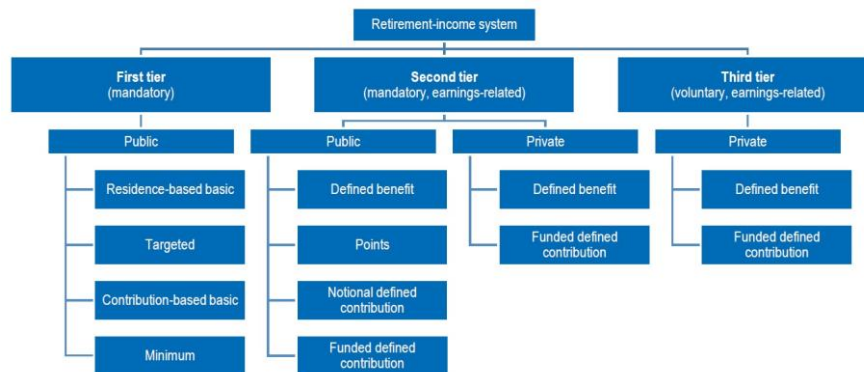 Retirement-income system
First tier
(mandatory)
Second tier
(mandatory, earnings-related)
Third tier
(voluntary, earnings-related)
Public
Public
Private
Private
Residence-based basic
Defined benefit
Defined benefit
Defined benefit
Targeted
Points
Funded defined
contribution
Funded defined
contribution
Contribution-based basic
Notional defined
contribution
Minimum
Funded defined
contribution